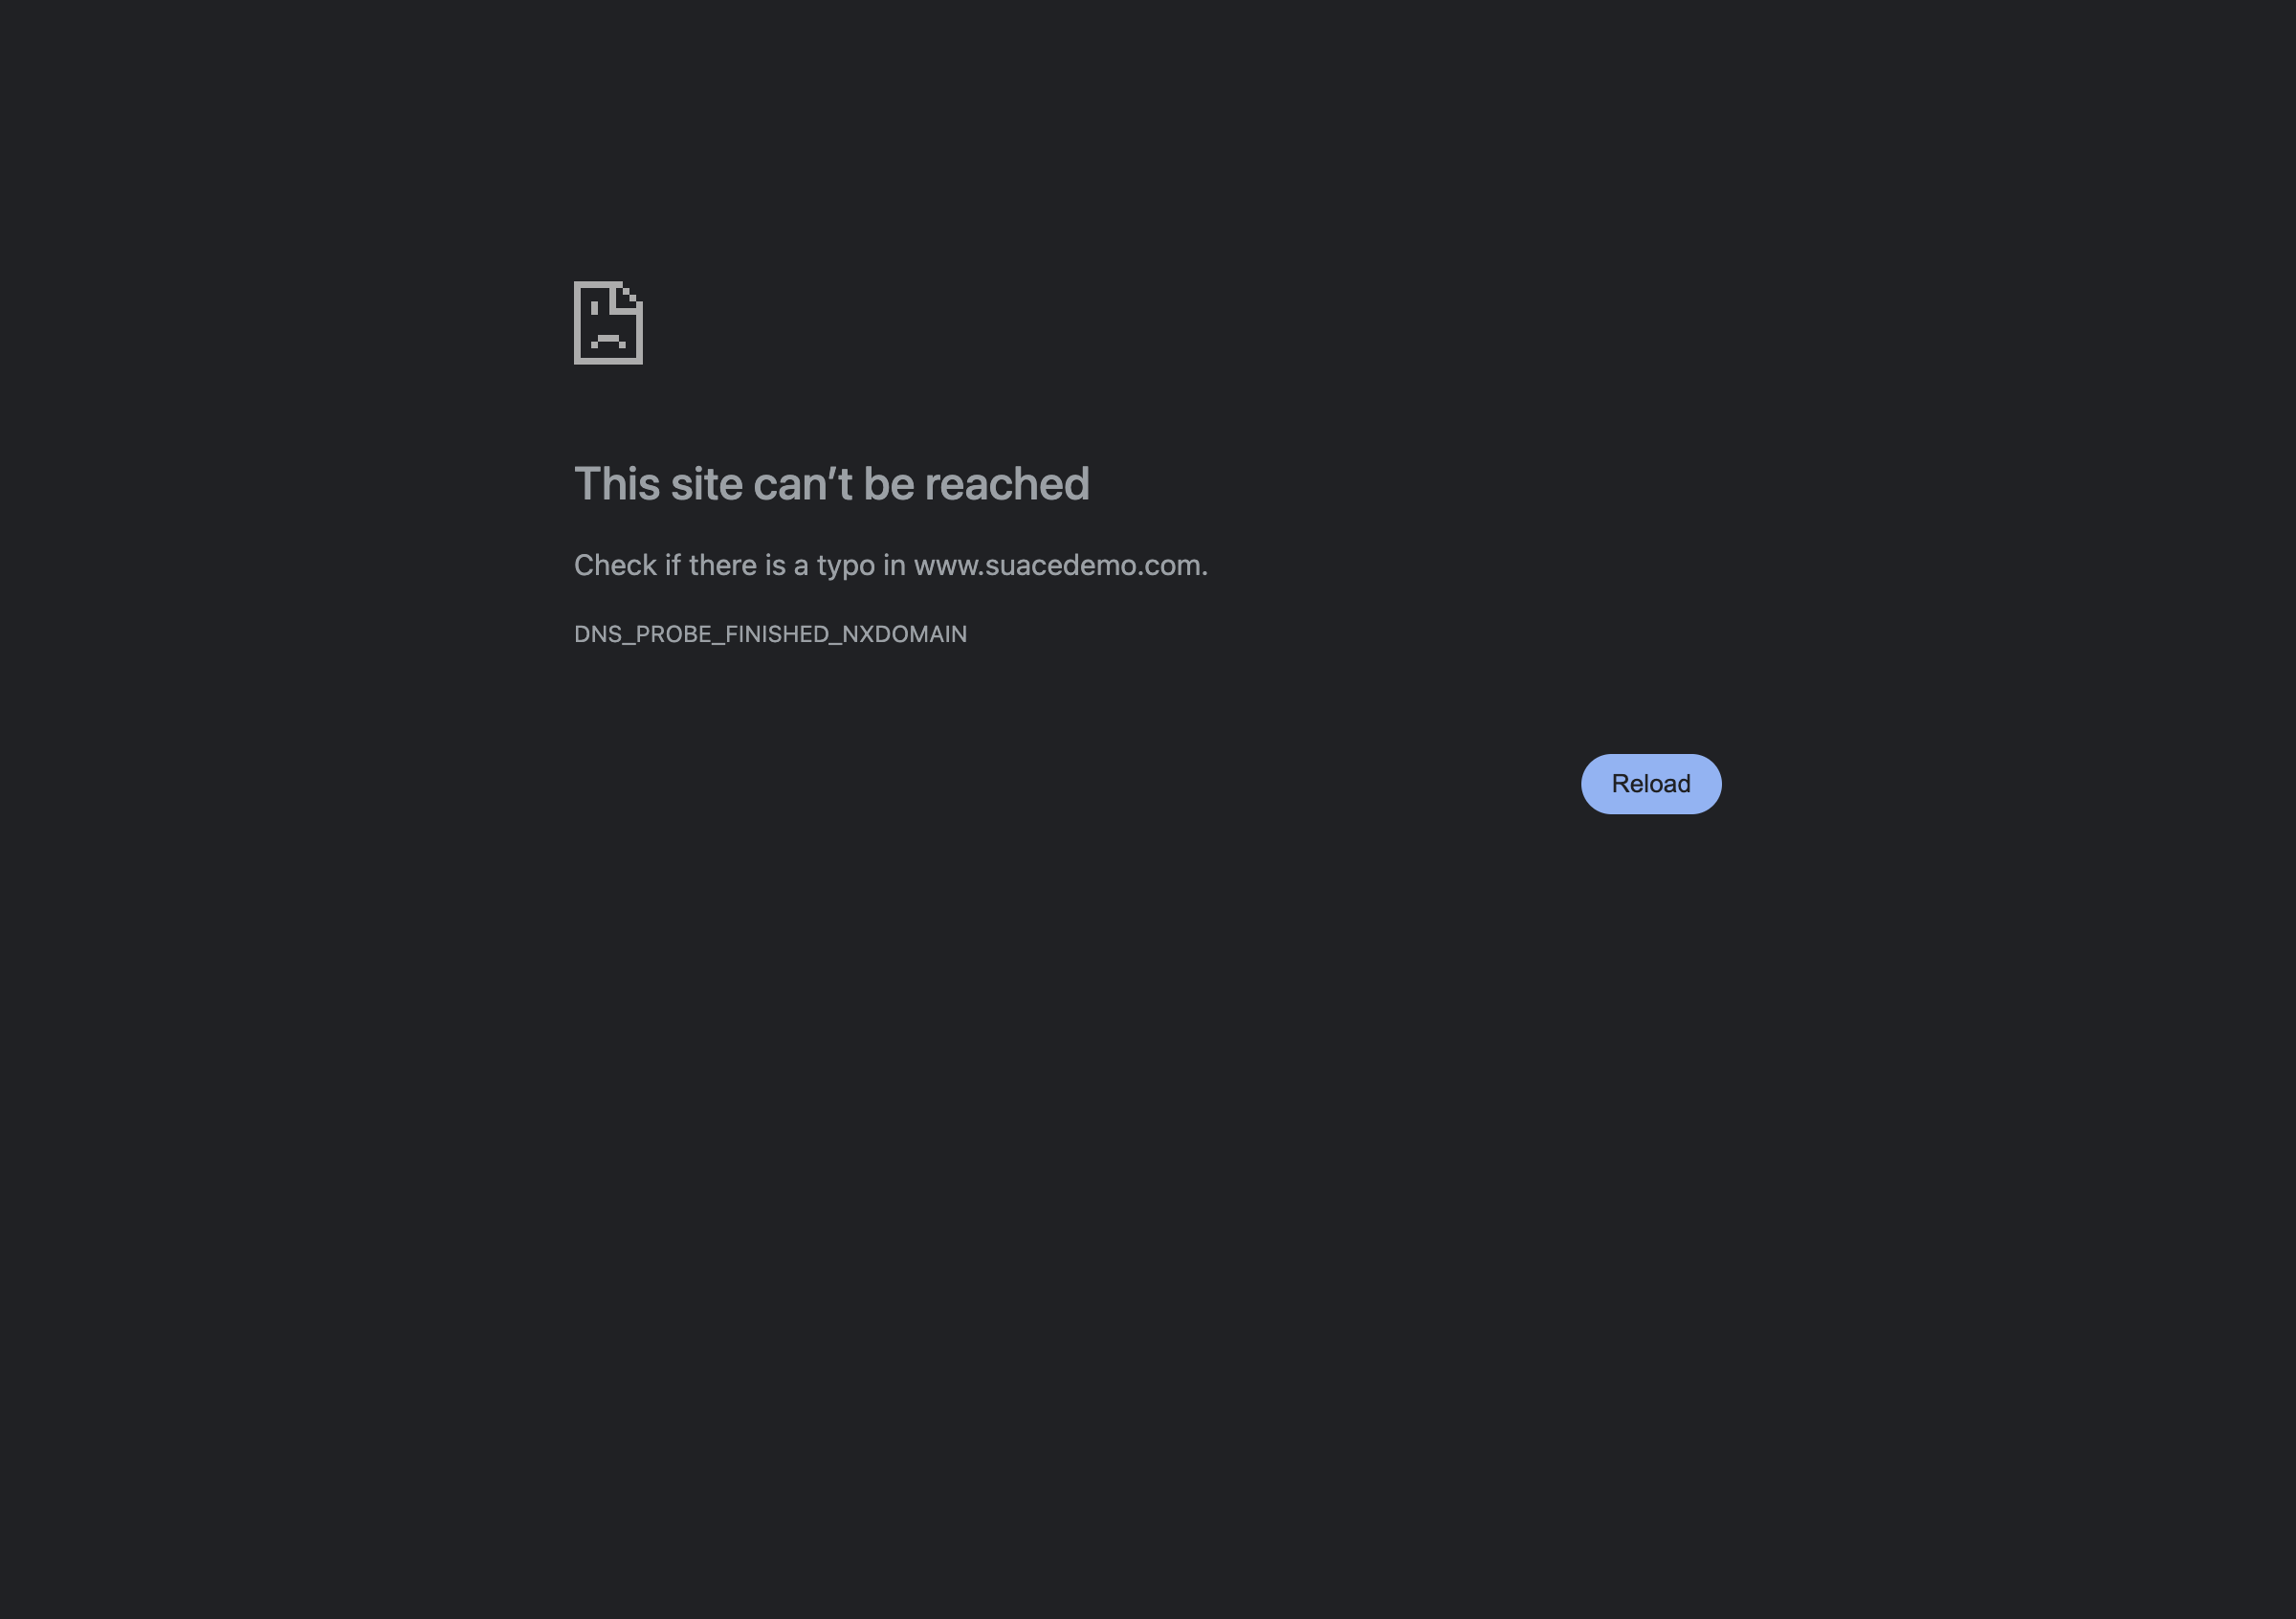 This site can’t be reached
Check if there is a typo in www.suacedemo.com.
DNS_PROBE_FINISHED_NXDOMAIN
Reload